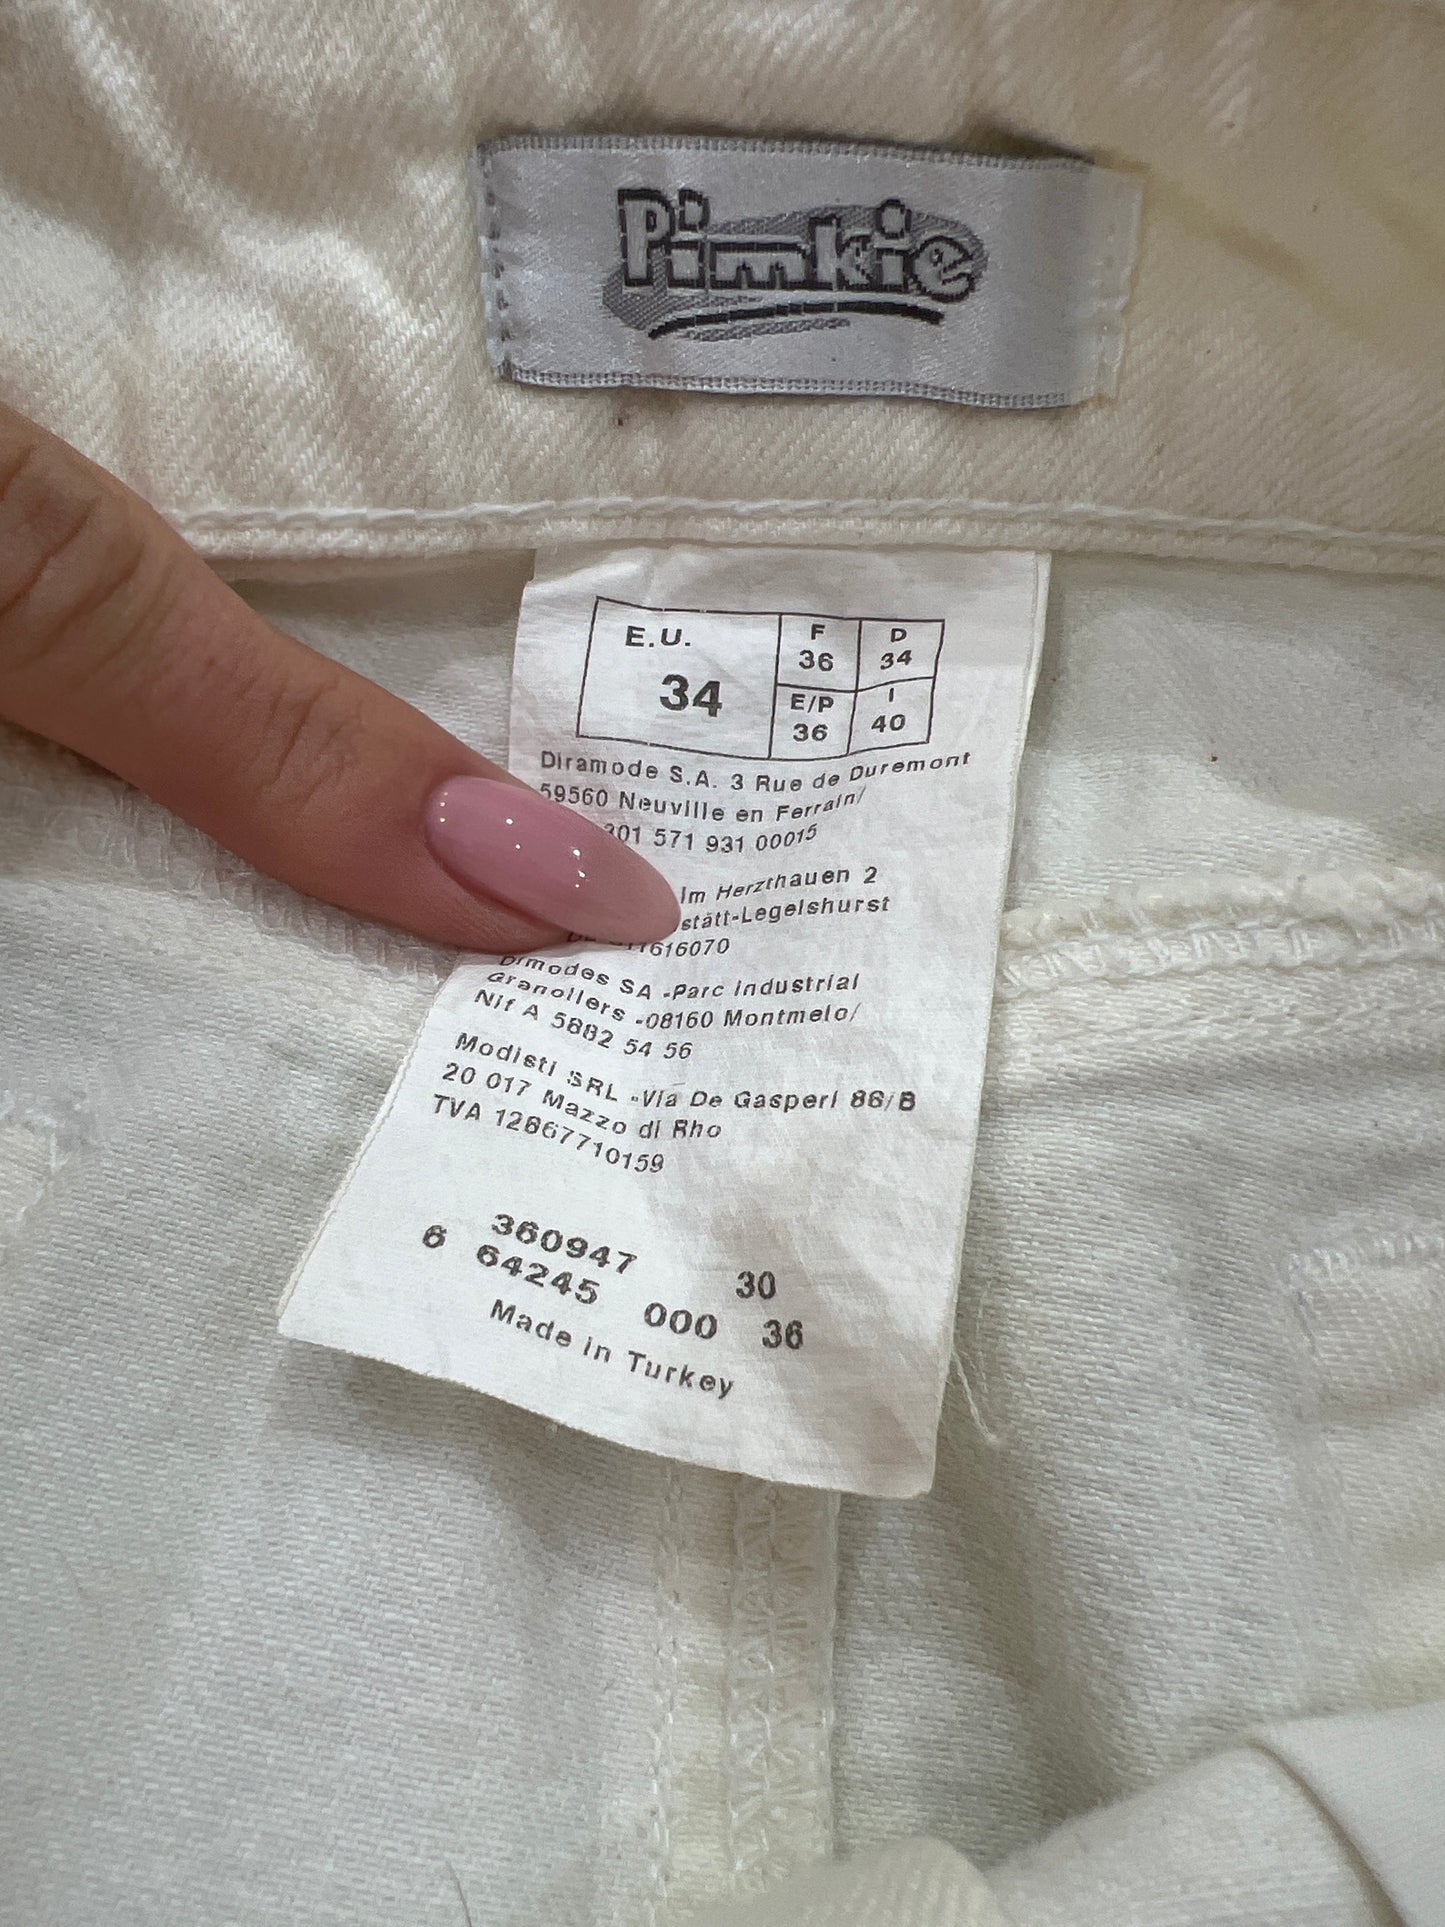 Pimkie
E.U. F D
34 36 34
E/P I
36 40
Diramode S.A. 3 Rue de Duremont
59560 Neuville en Ferrain/
301 571 931 00015
Im Herzthauen 2
stätt-Legelshurst
11616070
Dimodes SA -Parc Industrial
Granollers -08160 Montmelo/
Nif A 5882 54 56
Modisti SRL -Via De Gasperi 86/B
20 017 Mazzo di Rho
TVA 12867710159
360947 30
6 64245 000 36
Made in Turkey